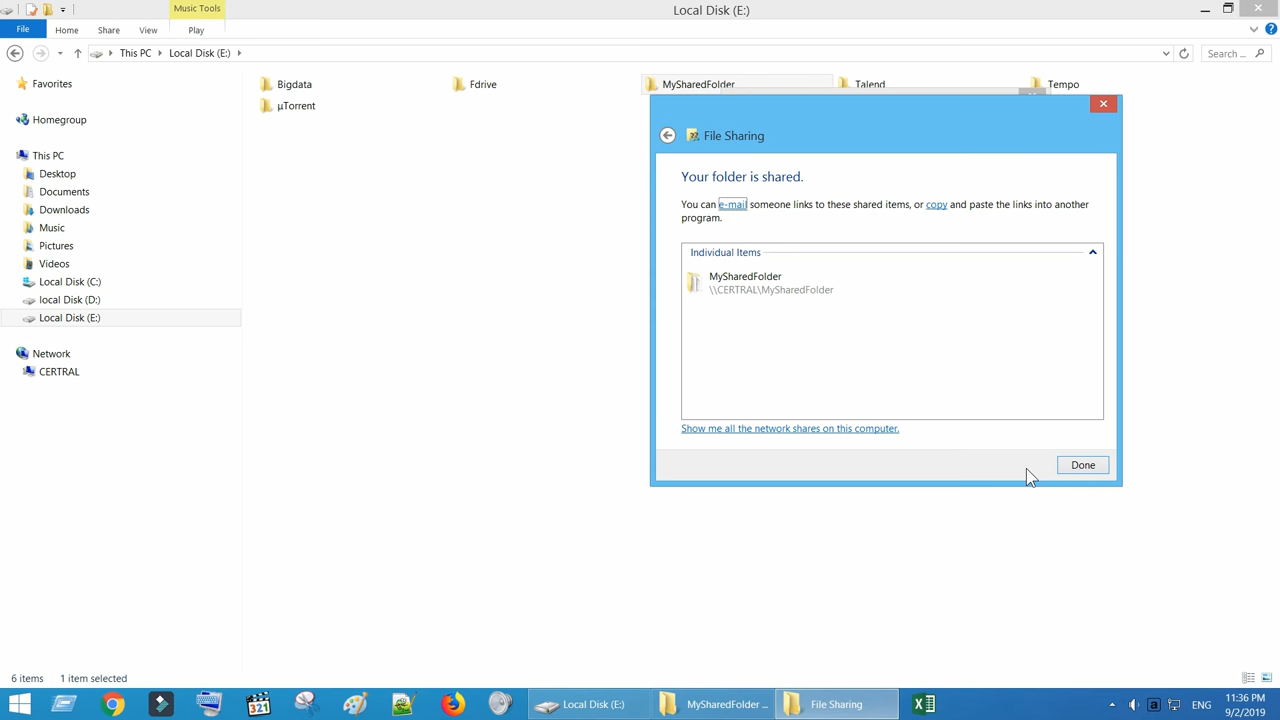 Music Tools
Local Disk (E:)
File Home Share View Play
This PC Local Disk (E:) Search ...
Favorites
Homegroup
This PC
Desktop
Documents
Downloads
Music
Pictures
Videos
Local Disk (C:)
local Disk (D:)
Local Disk (E:)
Network
CERTRAL
Bigdata Fdrive MySharedFolder Talend Tempo
µTorrent
File Sharing
Your folder is shared.
You can e-mail someone links to these shared items, or copy and paste the links into another
program.
Individual Items
MySharedFolder
\\CERTRAL\MySharedFolder
Show me all the network shares on this computer.
Done
6 items 1 item selected
321
Local Disk (E:) MySharedFolder ... File Sharing
ENG
11:36 PM
9/2/2019